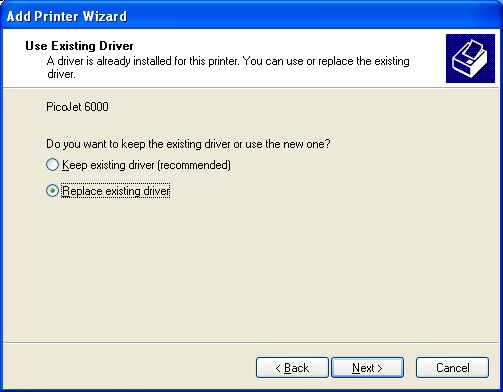 Add Printer Wizard
Use Existing Driver
A driver is already installed for this printer. You can use or replace the existing
driver.
PicoJet 6000
Do you want to keep the existing driver or use the new one?
Keep existing driver (recommended)
Replace existing driver
< Back
Next >
Cancel